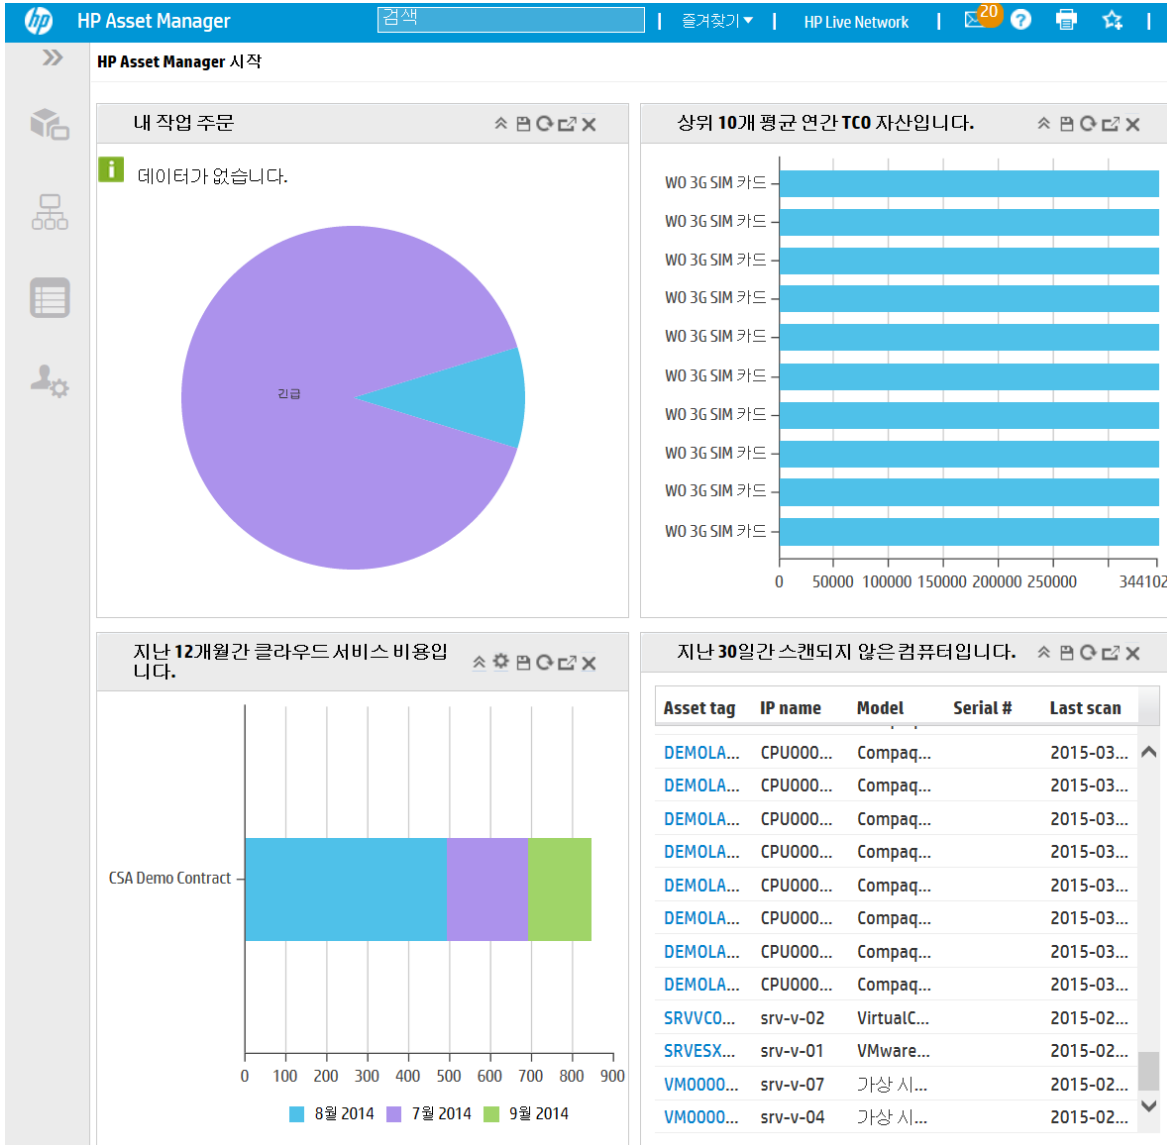 hp HP Asset Manager 검색 즐겨찾기 HP Live Network 20 ?
HP Asset Manager 시작
내 작업 주문
데이터가 없습니다.
긴급
상위 10개 평균 연간 TCO 자산입니다.
WO 3G SIM 카드
WO 3G SIM 카드
WO 3G SIM 카드
WO 3G SIM 카드
WO 3G SIM 카드
WO 3G SIM 카드
WO 3G SIM 카드
WO 3G SIM 카드
WO 3G SIM 카드
WO 3G SIM 카드
0 50000 100000 150000 200000 250000 344102
지난 12개월간 클라우드 서비스 비용입
니다.
CSA Demo Contract
0 100 200 300 400 500 600 700 800 900
8월 2014 7월 2014 9월 2014
지난 30일간 스캔되지 않은 컴퓨터입니다.
Asset tag IP name Model Serial # Last scan
DEMOLA... CPU000... Compaq... 2015-03...
DEMOLA... CPU000... Compaq... 2015-03...
DEMOLA... CPU000... Compaq... 2015-03...
DEMOLA... CPU000... Compaq... 2015-03...
DEMOLA... CPU000... Compaq... 2015-03...
DEMOLA... CPU000... Compaq... 2015-03...
DEMOLA... CPU000... Compaq... 2015-03...
DEMOLA... CPU000... Compaq... 2015-03...
SRVVC0... srv-v-02 VirtualC... 2015-02...
SRVESX... srv-v-01 VMware... 2015-02...
VM0000... srv-v-07 가상 시... 2015-02...
VM0000... srv-v-04 가상 시... 2015-02...